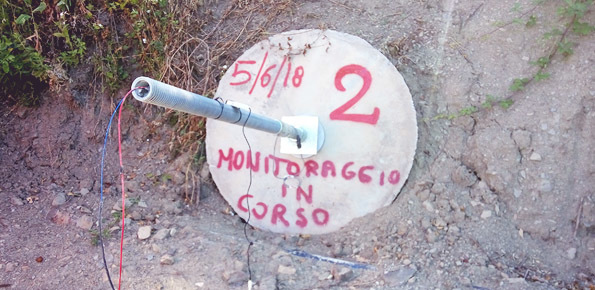 5/6/18
2
MONITORAGGIO
IN
CORSO